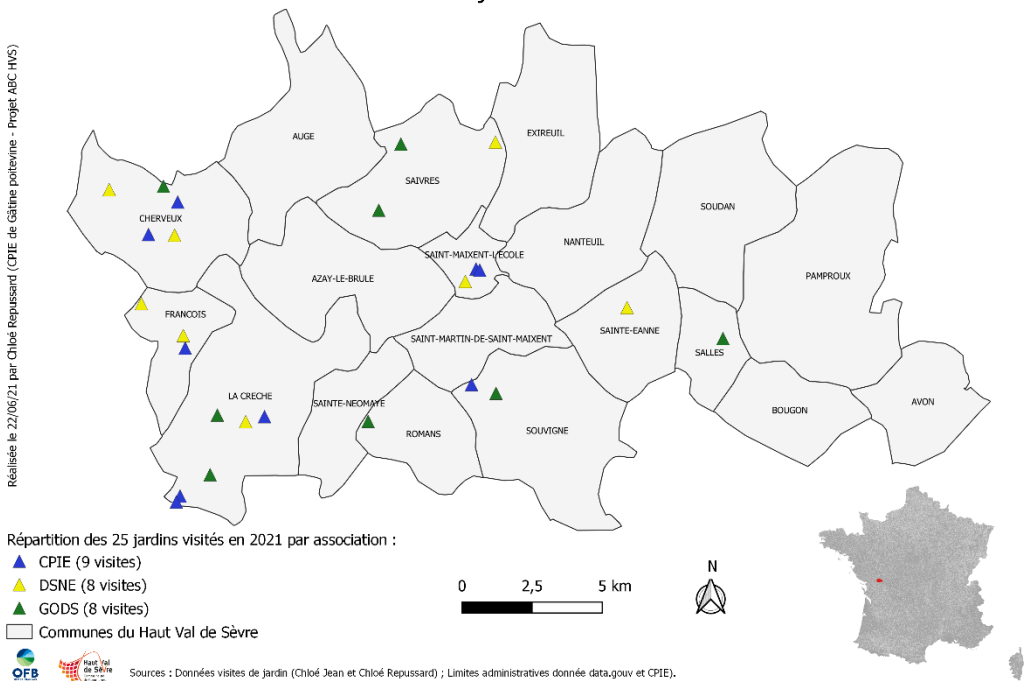 Réalisée le 22/06/21 par Chloé Repussard (CPIE de Gâtine poitevine - Projet ABC HVS)
AUGE
EXIREUIL
SAIVRES
SOUDAN
CHERVEUX
NANTEUIL
SAINT-MAIXENT-L'ÉCOLE
PAMPROUX
AZAY-LE-BRULE
FRANCOIS
SAINTE-EANNE
SAINT-MARTIN-DE-SAINT-MAIXENT
SALLES
LA CRECHE
SAINTE-NEOMAYE
AVON
BOUGON
SOUVIGNE
ROMANS
Répartition des 25 jardins visités en 2021 par association :
CPIE (9 visites)
DSNE (8 visites)
GODS (8 visites)
Communes du Haut Val de Sèvre
0 2,5 5 km
N
OFB
Haut Val
de Sèvre
Sources : Données visites de jardin (Chloé Jean et Chloé Repussard) ; Limites administratives donnée data.gouv et CPIE).